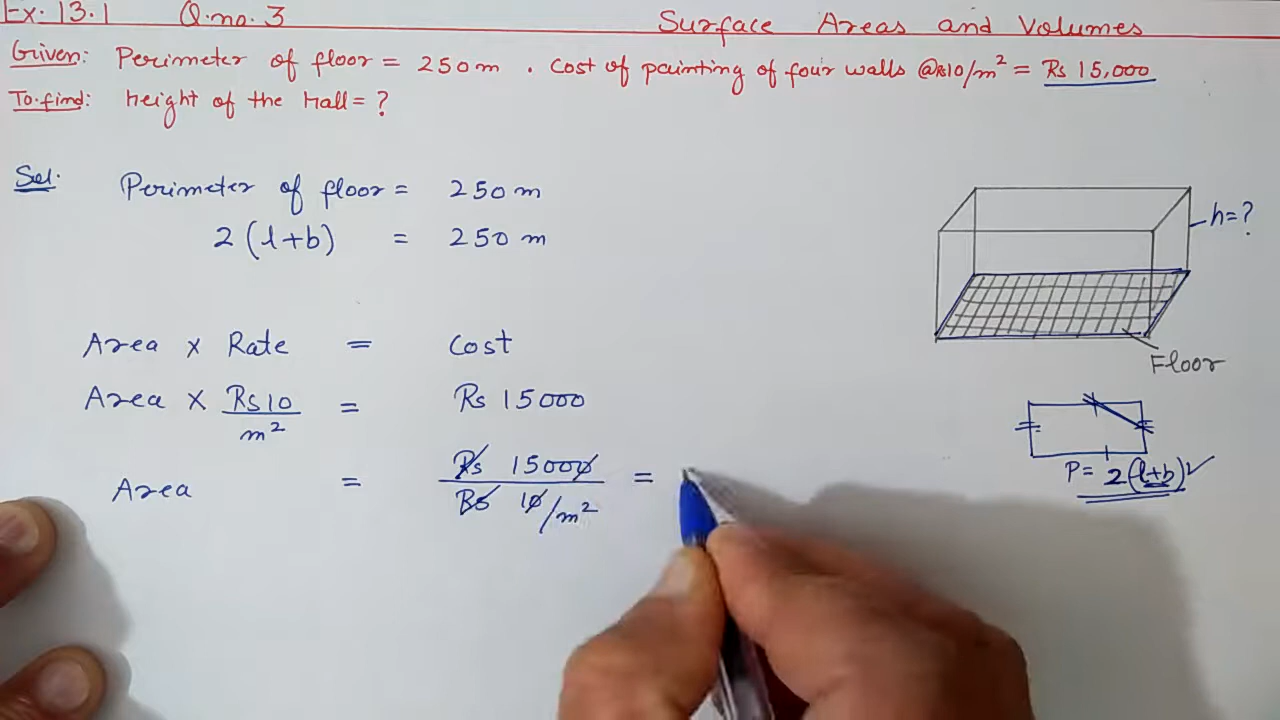 Ex. 13.1 Q.no. 3 Surface Areas and Volumes
Given: Perimeter of floor = 250 m . Cost of painting of four walls @Rs10/m² = Rs 15,000
To find: Height of the Hall = ?
Sol. Perimeter of floor = 250 m
2 (l+b) = 250 m
h=?
Floor
Area × Rate = Cost
Area × Rs 10/m² = Rs 15000
Area = Rs 15000 / Rs 10/m² =
P = 2(l+b)